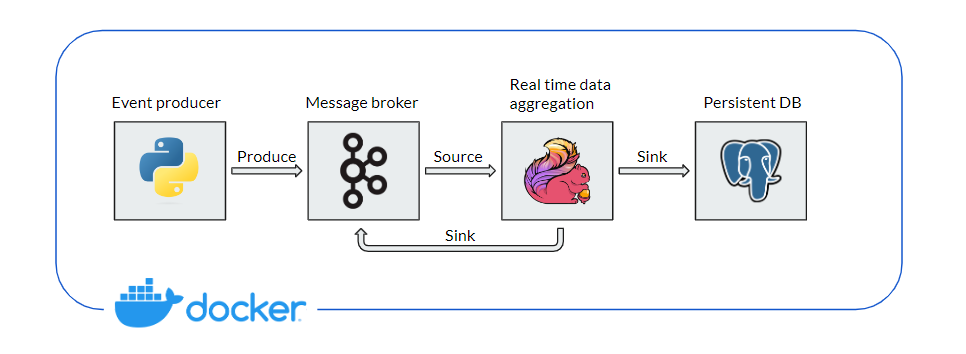 Event producer
Message broker
Real time data
aggregation
Persistent DB
Produce
Source
Sink
Sink
docker